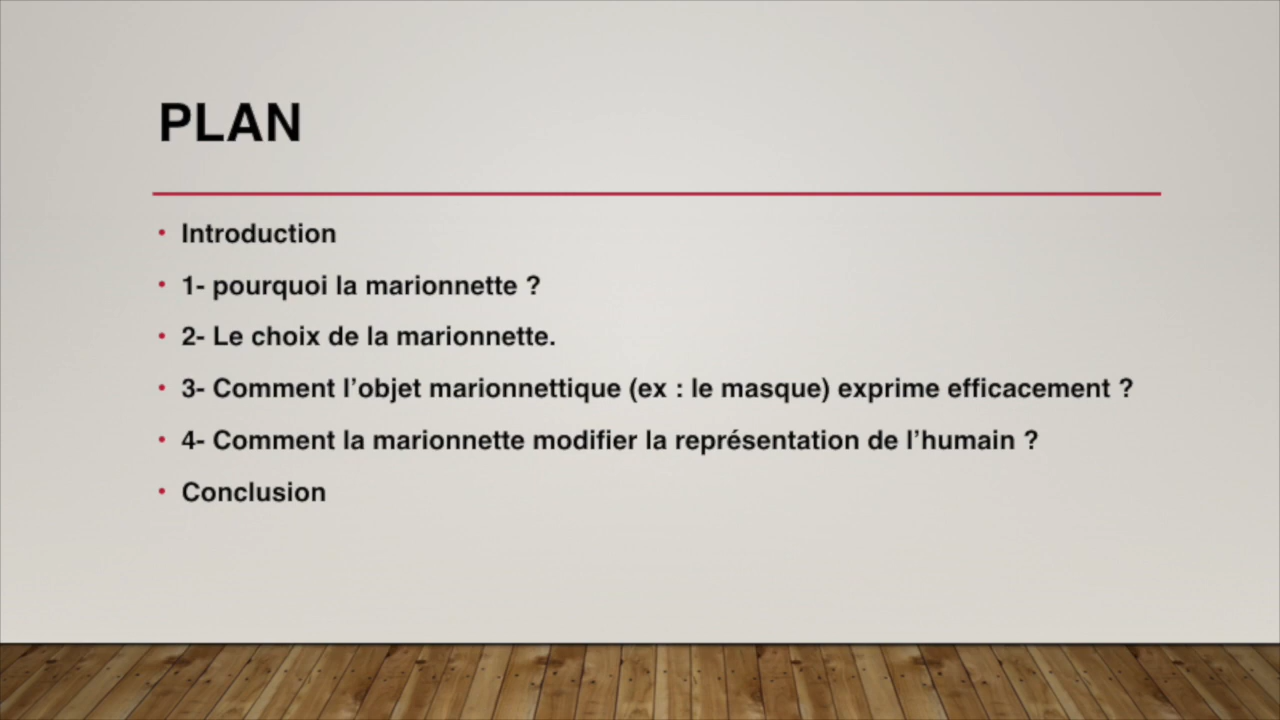 PLAN
• Introduction
• 1- pourquoi la marionnette ?
• 2- Le choix de la marionnette.
• 3- Comment l’objet marionnettique (ex : le masque) exprime efficacement ?
• 4- Comment la marionnette modifier la représentation de l’humain ?
• Conclusion